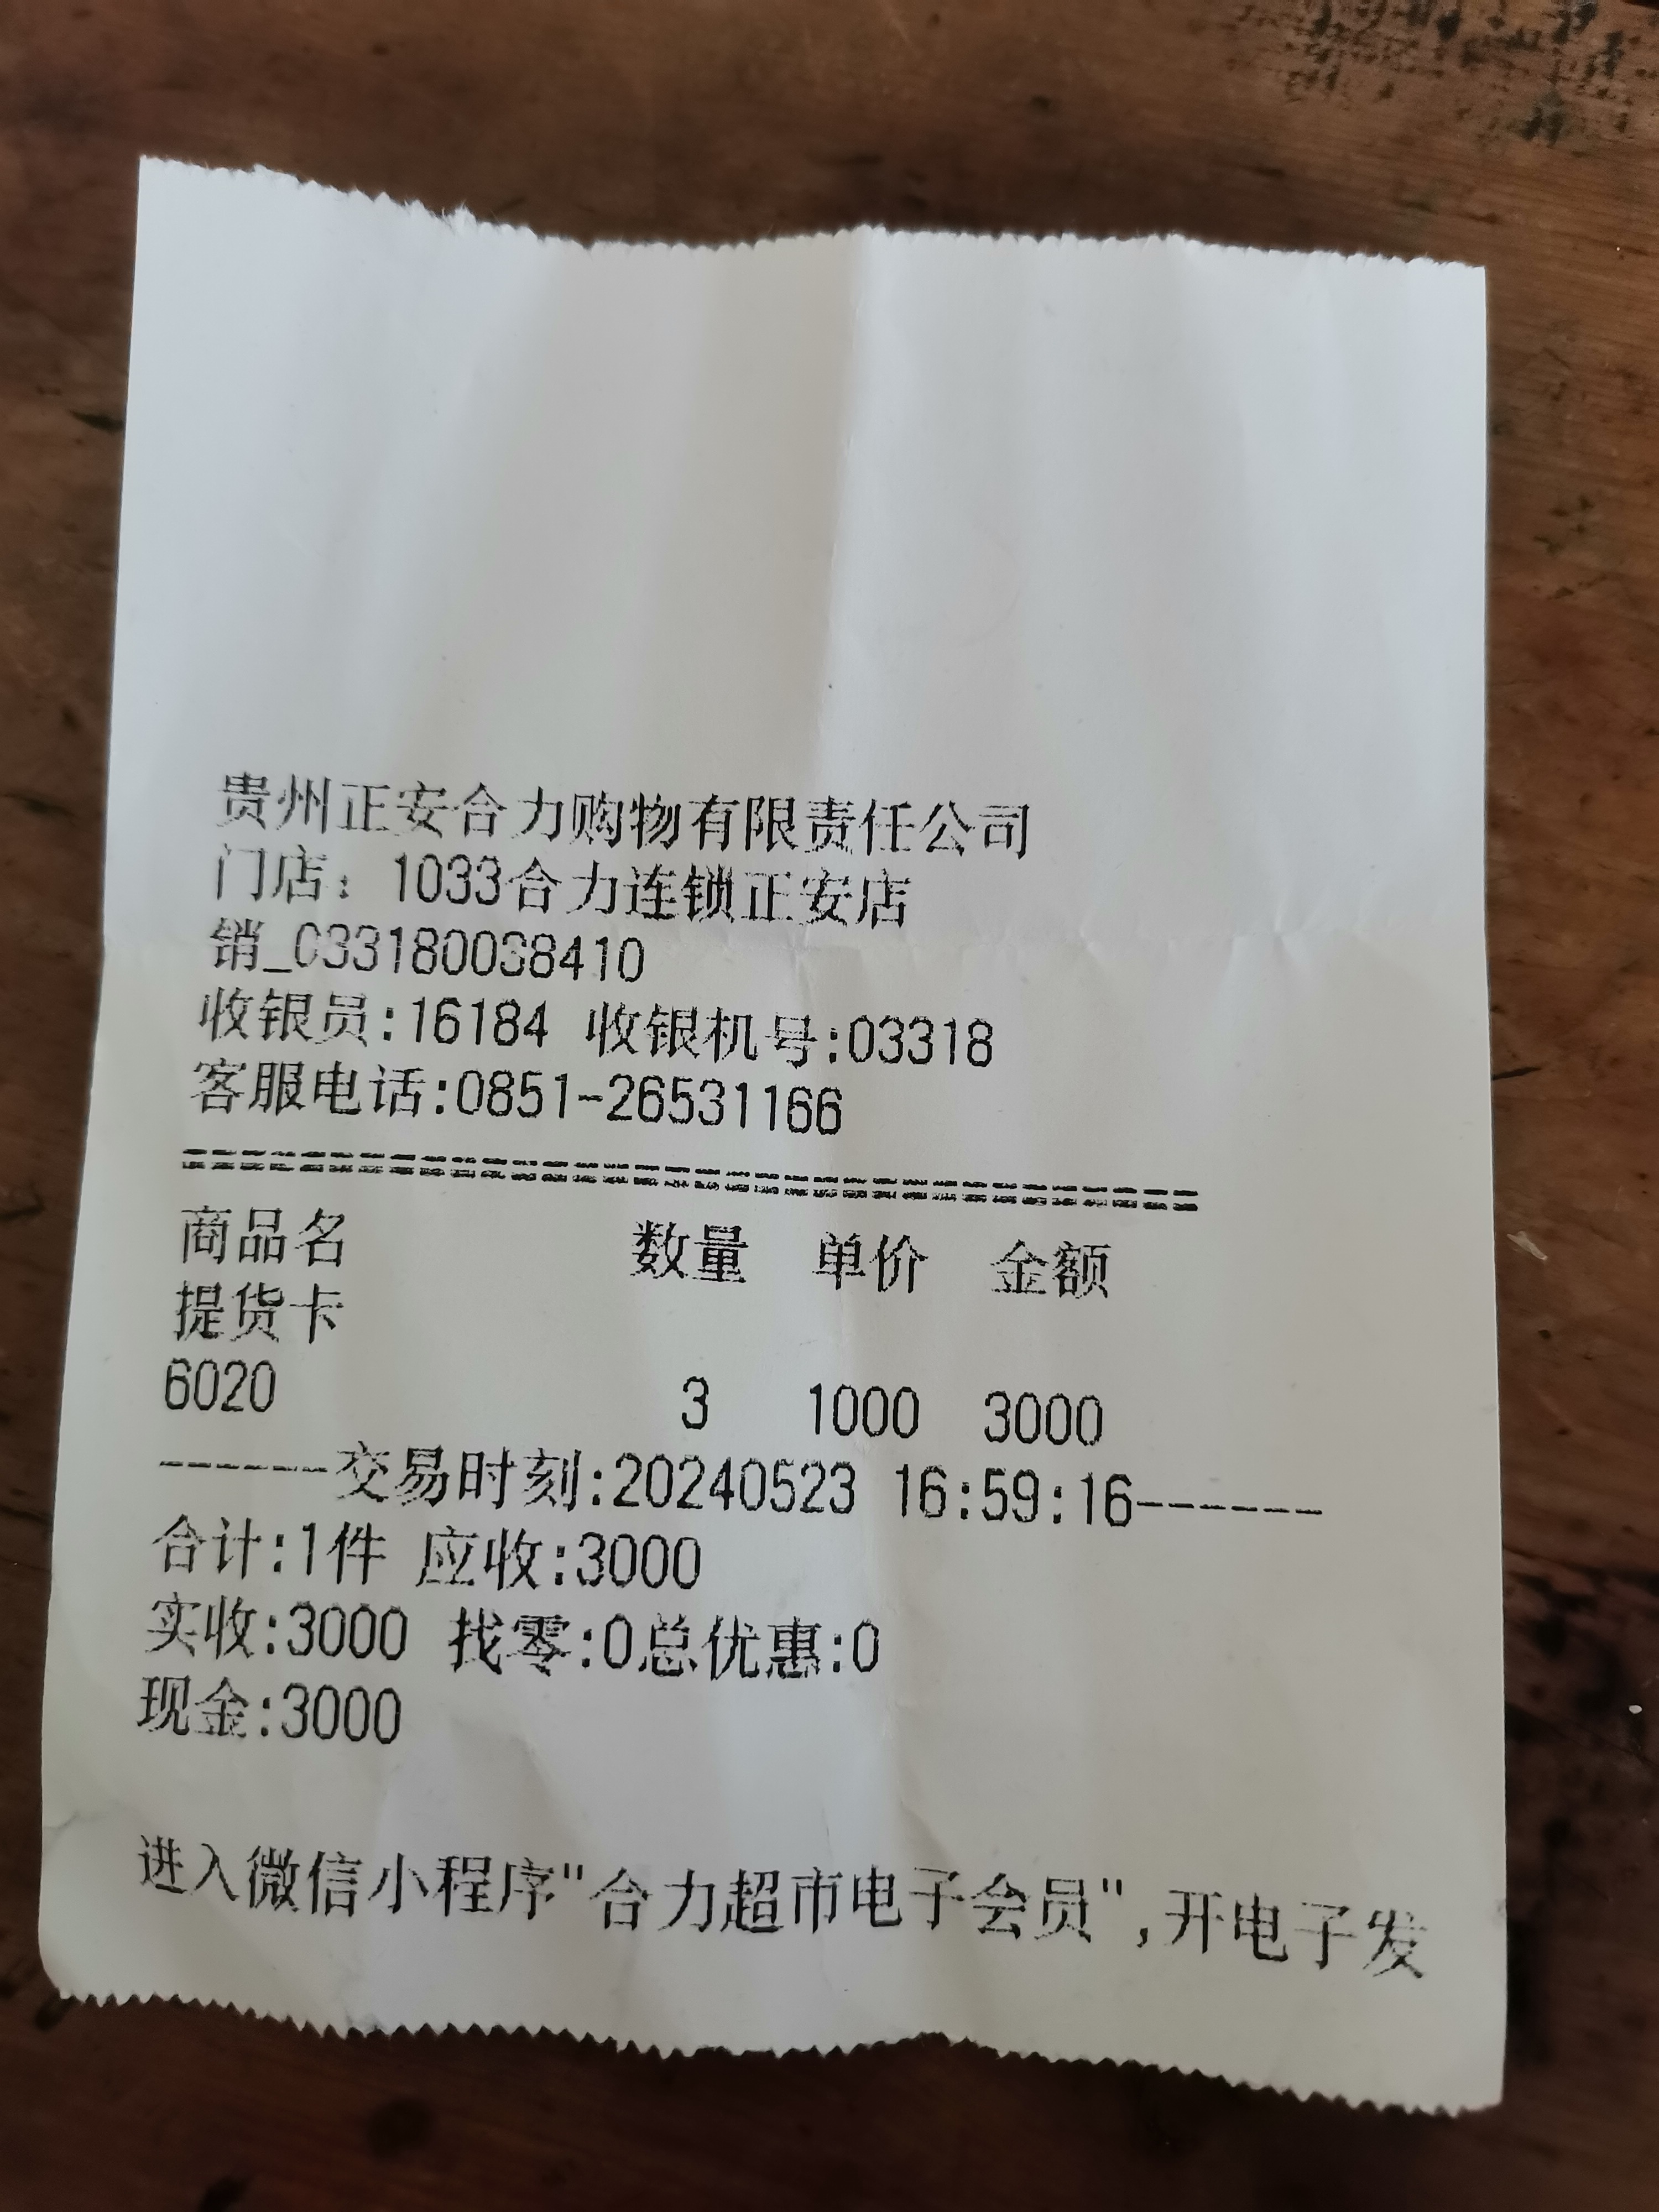 贵州正安合力购物有限责任公司
门店：1033合力连锁正安店
销_033180038410
收银员:16184 收银机号:03318
客服电话:0851-26531166
==================================
商品名 数量 单价 金额
提货卡
6020 3 1000 3000
------交易时刻:20240523 16:59:16------
合计:1件 应收:3000
实收:3000 找零:0总优惠:0
现金:3000
进入微信小程序"合力超市电子会员",开电子发